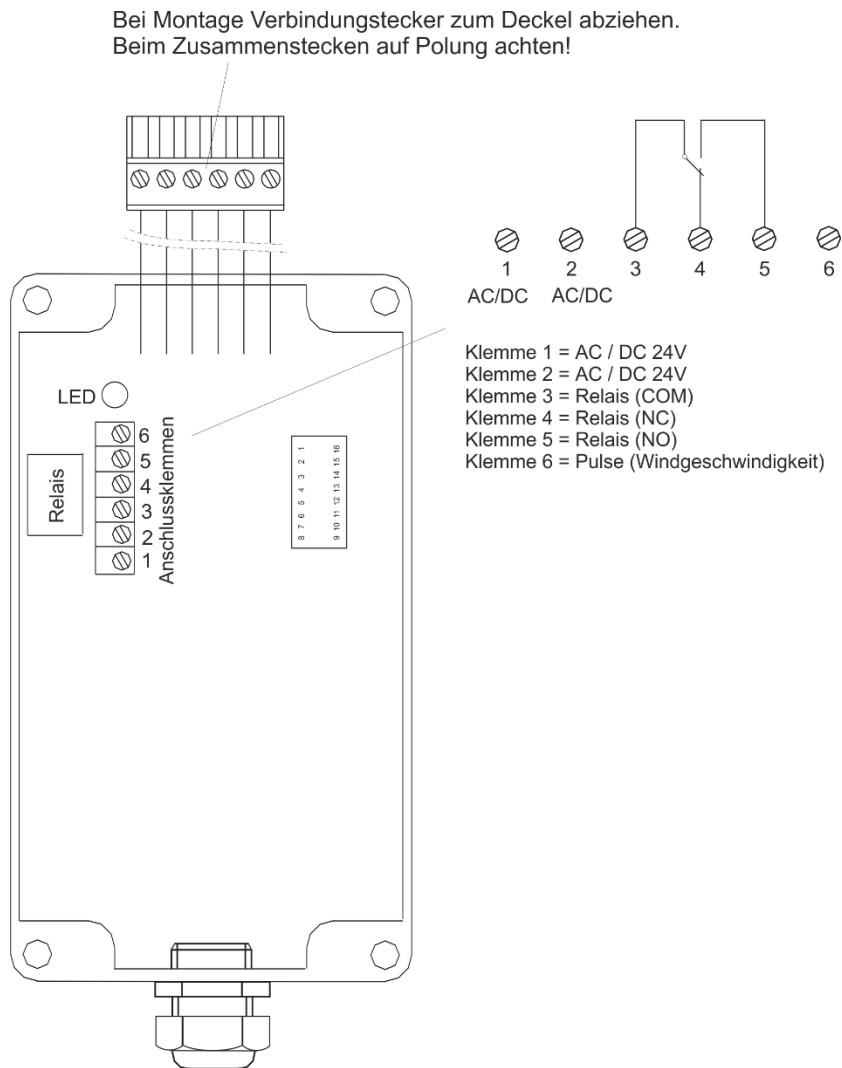 Bei Montage Verbindungstecker zum Deckel abziehen.
Beim Zusammenstecken auf Polung achten!
1 2 3 4 5 6
AC/DC AC/DC
Klemme 1 = AC / DC 24V
Klemme 2 = AC / DC 24V
Klemme 3 = Relais (COM)
Klemme 4 = Relais (NC)
Klemme 5 = Relais (NO)
Klemme 6 = Pulse (Windgeschwindigkeit)
LED
Relais
6
5
4
3
2
1
Anschlussklemmen
8 7 6 5 4 3 2 1
9 10 11 12 13 14 15 16